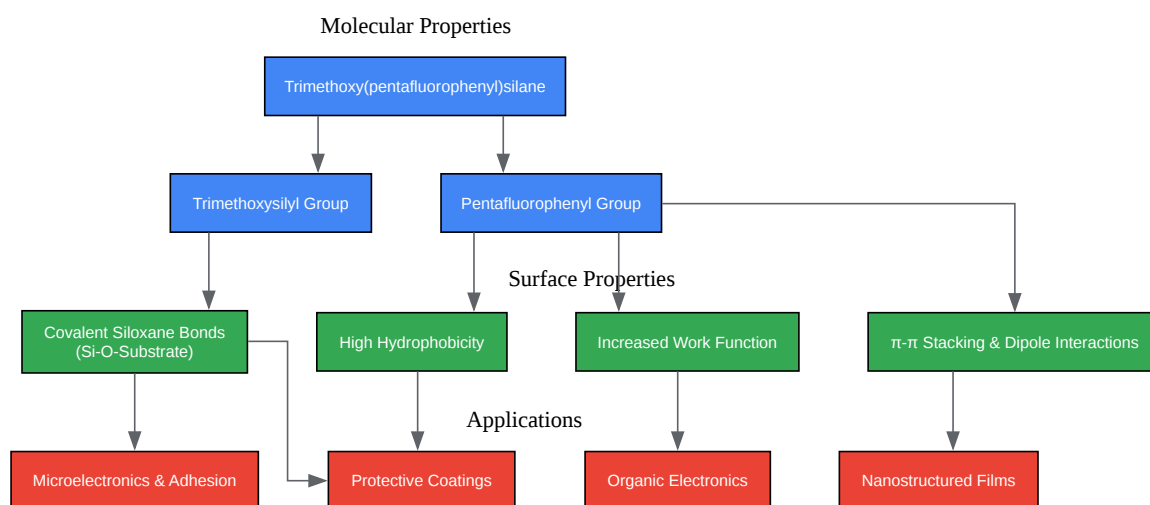 Molecular Properties
Trimethoxy(pentafluorophenyl)silane
Trimethoxysilyl Group
Pentafluorophenyl Group
Surface Properties
Covalent Siloxane Bonds
(Si-O-Substrate)
High Hydrophobicity
Increased Work Function
π-π Stacking & Dipole Interactions
Applications
Microelectronics & Adhesion
Protective Coatings
Organic Electronics
Nanostructured Films